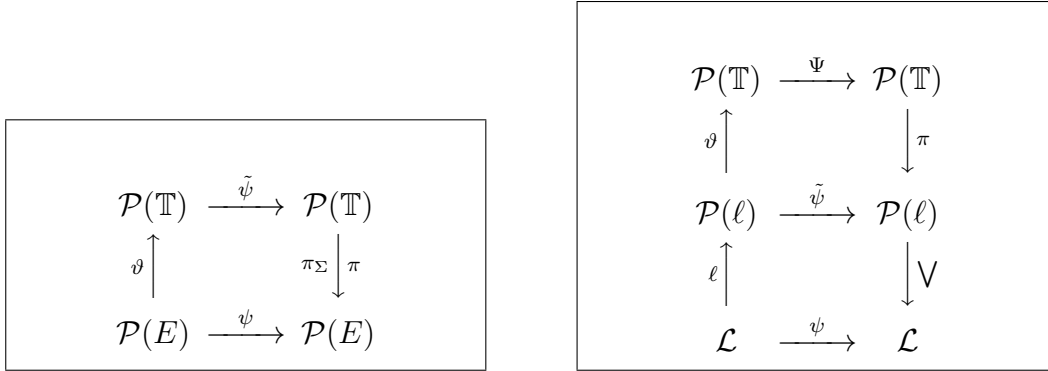 𝒫(𝕋) ψ̃ 𝒫(𝕋)
ϑ π_Σ π
𝒫(E) ψ 𝒫(E)
𝒫(𝕋) Ψ 𝒫(𝕋)
ϑ π
𝒫(ℓ) ψ̃ 𝒫(ℓ)
ℓ ⋁
ℒ ψ ℒ